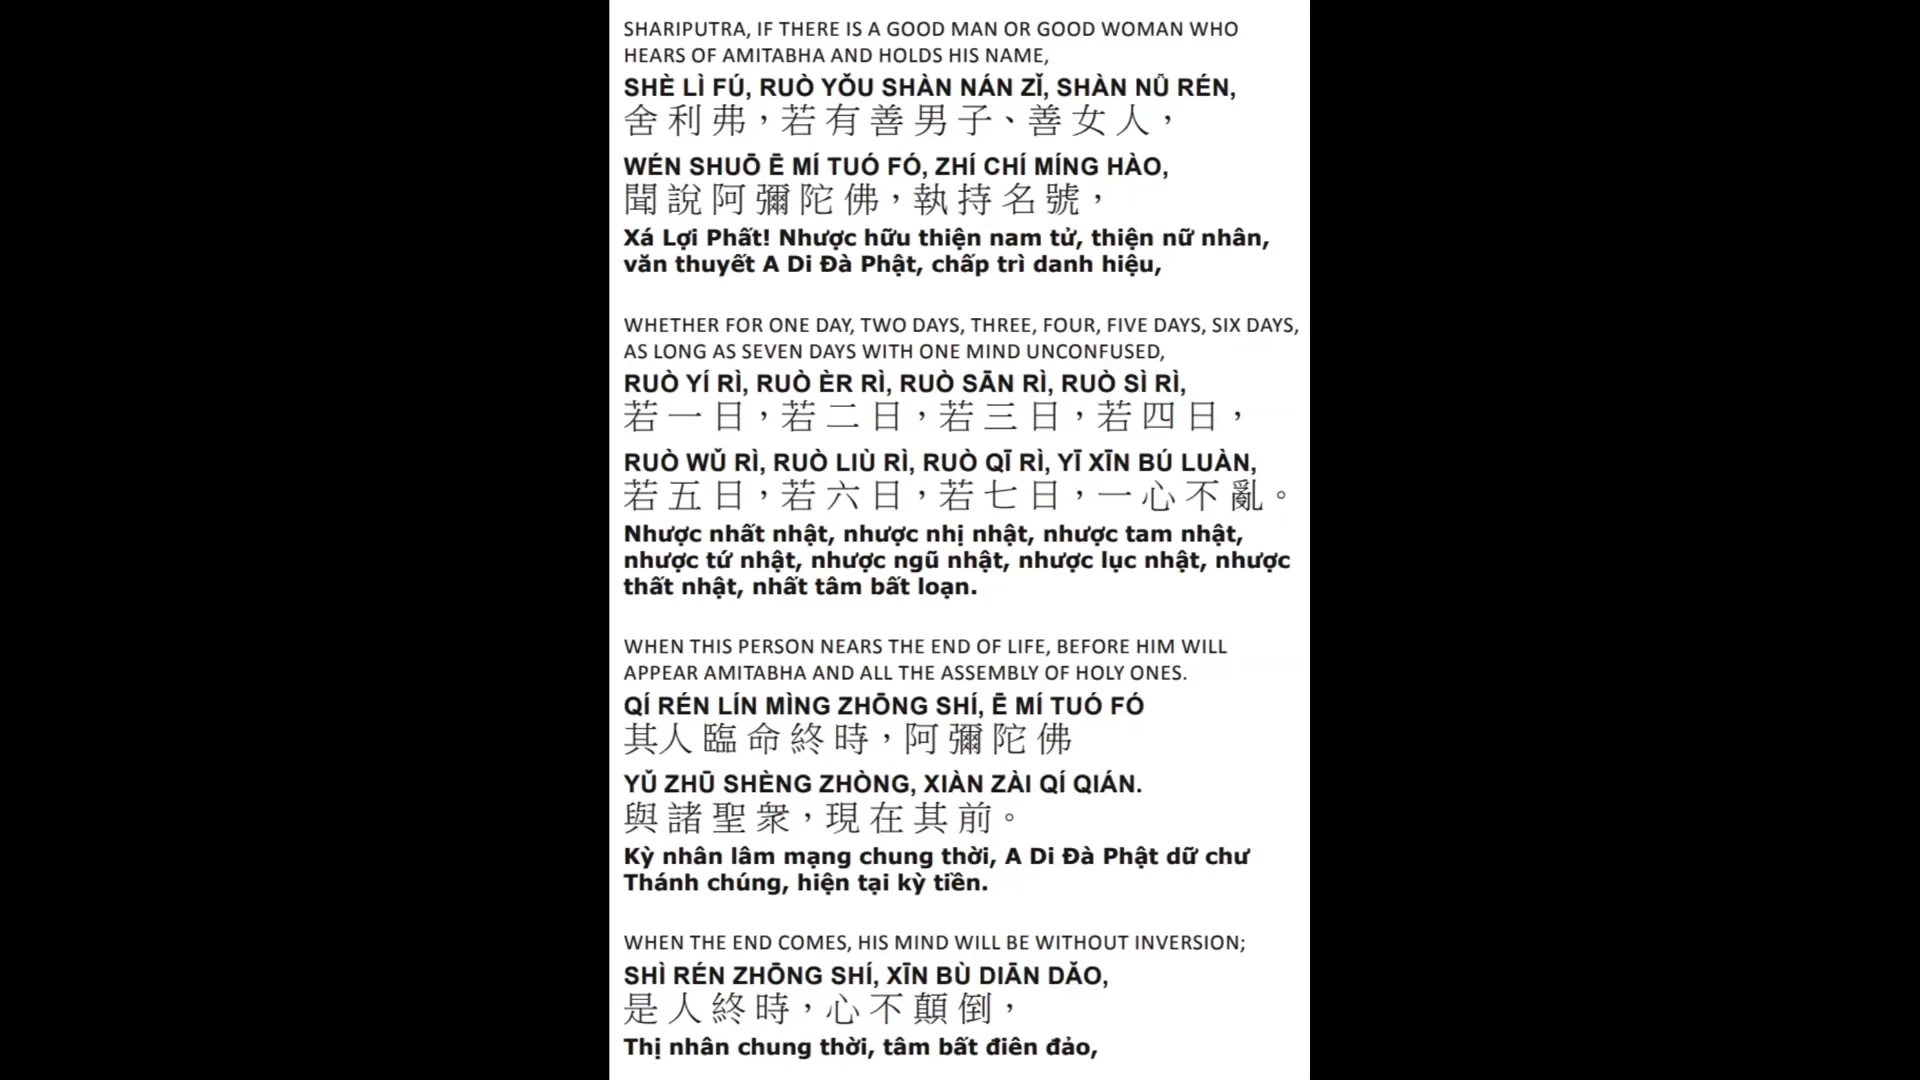 SHARIPUTRA, IF THERE IS A GOOD MAN OR GOOD WOMAN WHO
HEARS OF AMITABHA AND HOLDS HIS NAME,
SHÈ LÌ FÚ, RUÒ YǑU SHÀN NÁN ZǏ, SHÀN NǙ RÉN,
舍利弗，若有善男子、善女人，
WÉN SHUŌ Ē MÍ TUÓ FÓ, ZHÍ CHÍ MÍNG HÀO,
聞說阿彌陀佛，執持名號，
Xá Lợi Phất! Nhược hữu thiện nam tử, thiện nữ nhân,
văn thuyết A Di Đà Phật, chấp trì danh hiệu,
WHETHER FOR ONE DAY, TWO DAYS, THREE, FOUR, FIVE DAYS, SIX DAYS,
AS LONG AS SEVEN DAYS WITH ONE MIND UNCONFUSED,
RUÒ YÍ RÌ, RUÒ ÈR RÌ, RUÒ SĀN RÌ, RUÒ SÌ RÌ,
若一日，若二日，若三日，若四日，
RUÒ WǓ RÌ, RUÒ LIÙ RÌ, RUÒ QĪ RÌ, YĪ XĪN BÚ LUÀN,
若五日，若六日，若七日，一心不亂。
Nhược nhất nhật, nhược nhị nhật, nhược tam nhật,
nhược tứ nhật, nhược ngũ nhật, nhược lục nhật, nhược
thất nhật, nhất tâm bất loạn.
WHEN THIS PERSON NEARS THE END OF LIFE, BEFORE HIM WILL
APPEAR AMITABHA AND ALL THE ASSEMBLY OF HOLY ONES.
QÍ RÉN LÍN MÌNG ZHŌNG SHÍ, Ē MÍ TUÓ FÓ
其人臨命終時，阿彌陀佛
YǓ ZHŪ SHÈNG ZHÒNG, XIÀN ZÀI QÍ QIÁN.
與諸聖衆，現在其前。
Kỳ nhân lâm mạng chung thời, A Di Đà Phật dữ chư
Thánh chúng, hiện tại kỳ tiền.
WHEN THE END COMES, HIS MIND WILL BE WITHOUT INVERSION;
SHÌ RÉN ZHŌNG SHÍ, XĪN BÙ DIĀN DǍO,
是人終時，心不顛倒，
Thị nhân chung thời, tâm bất điên đảo,